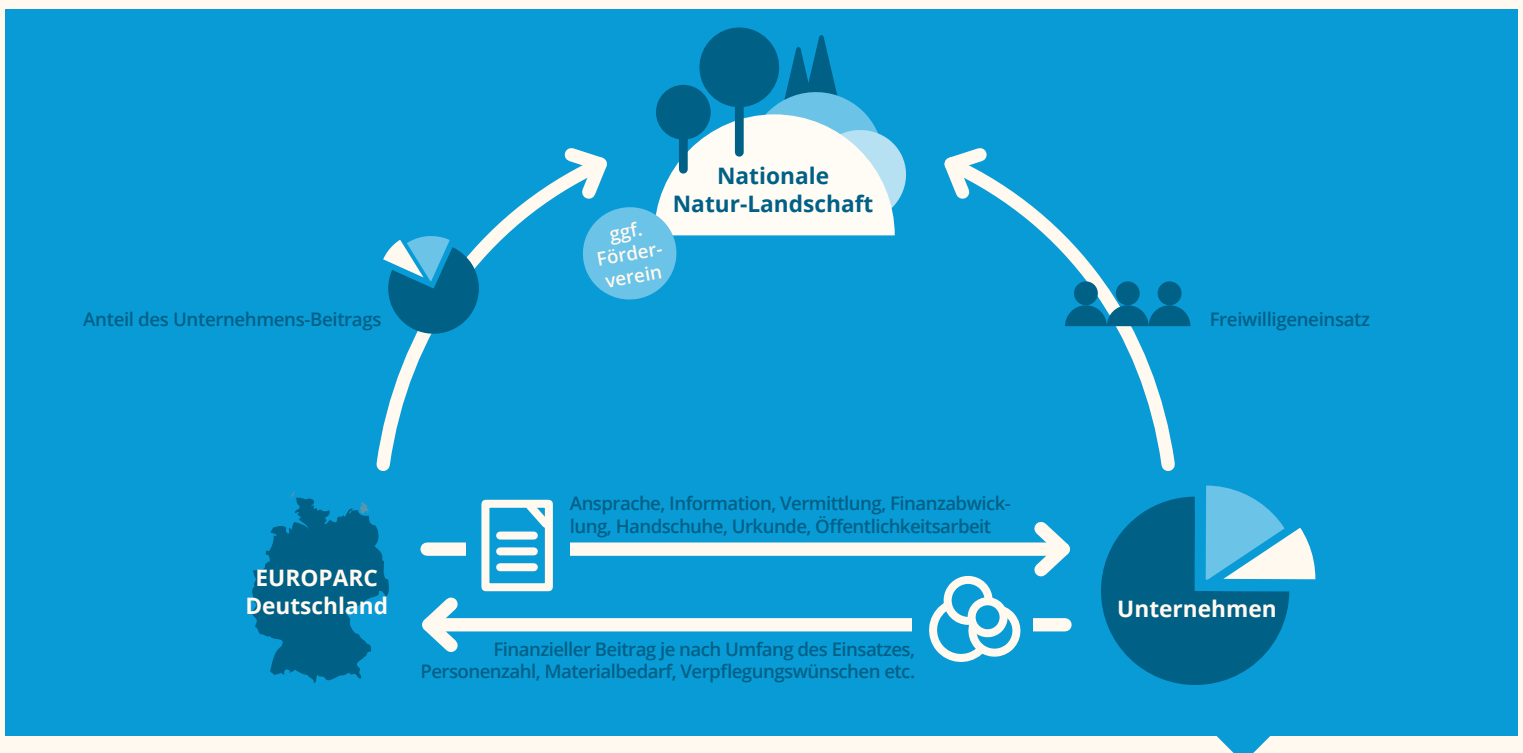 Nationale
Natur-Landschaft
ggf.
Förder-
verein
Anteil des Unternehmens-Beitrags
Freiwilligeneinsatz
Ansprache, Information, Vermittlung, Finanzabwick-
lung, Handschuhe, Urkunde, Öffentlichkeitsarbeit
EUROPARC
Deutschland
Unternehmen
Finanzieller Beitrag je nach Umfang des Einsatzes,
Personenzahl, Materialbedarf, Verpflegungswünschen etc.